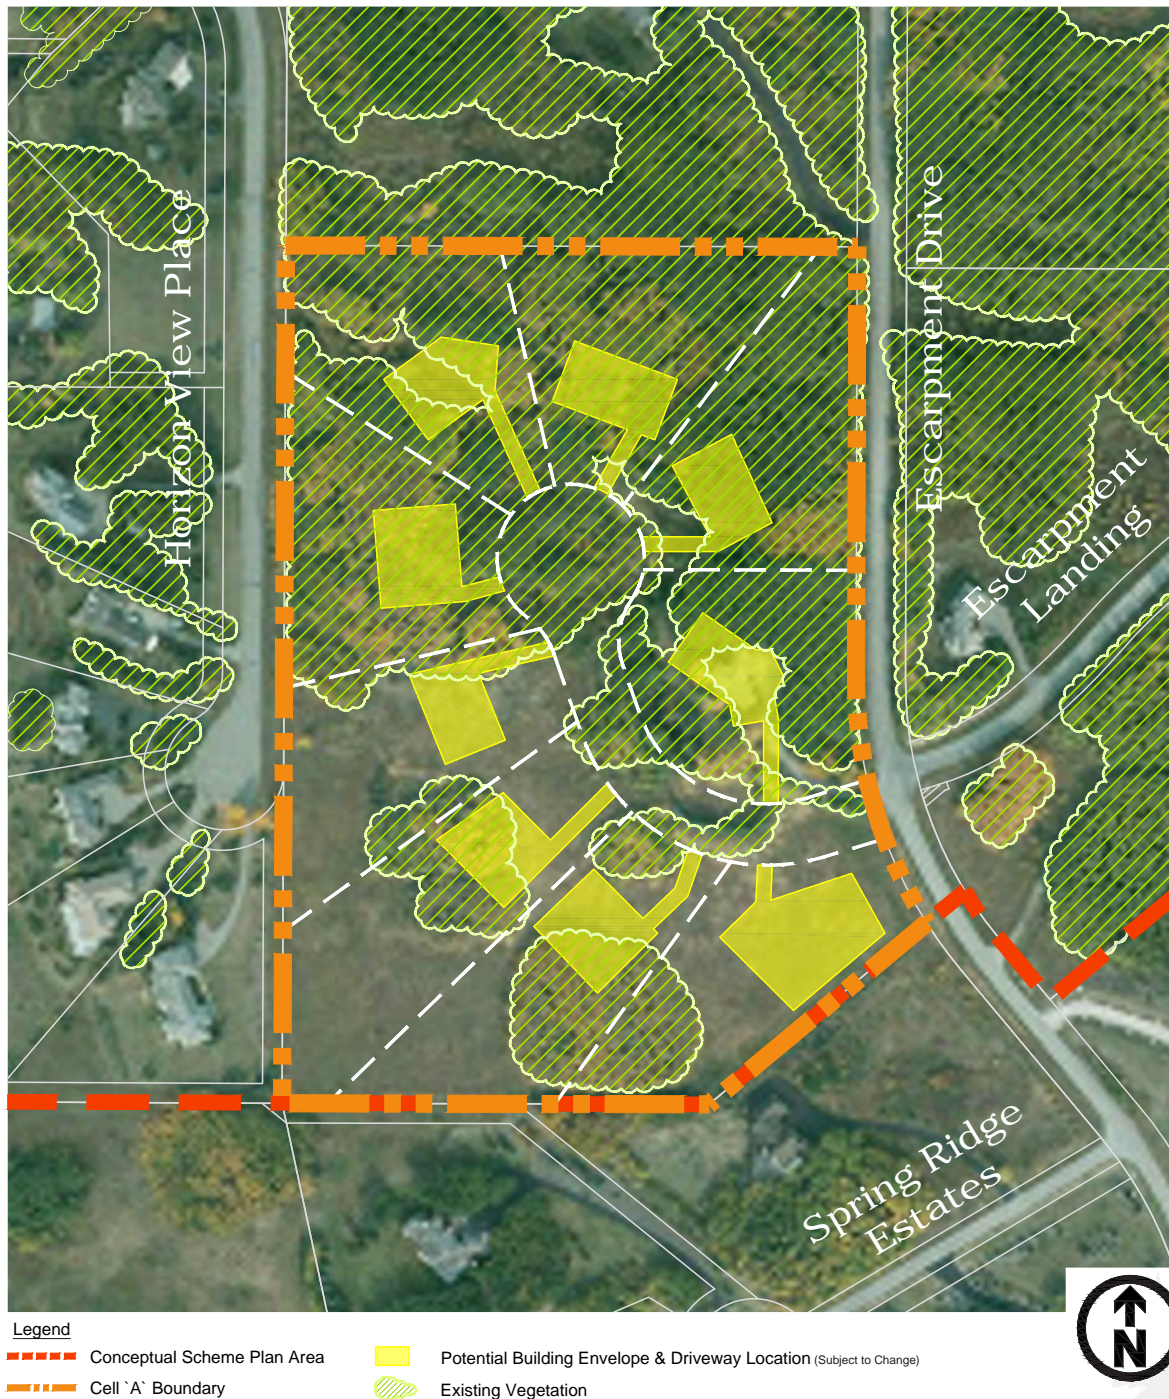 Horizon View Place
Escarpment Drive
Escarpment
Landing
Spring Ridge
Estates
N
Legend
Conceptual Scheme Plan Area
Potential Building Envelope & Driveway Location (Subject to Change)
Cell `A` Boundary
Existing Vegetation